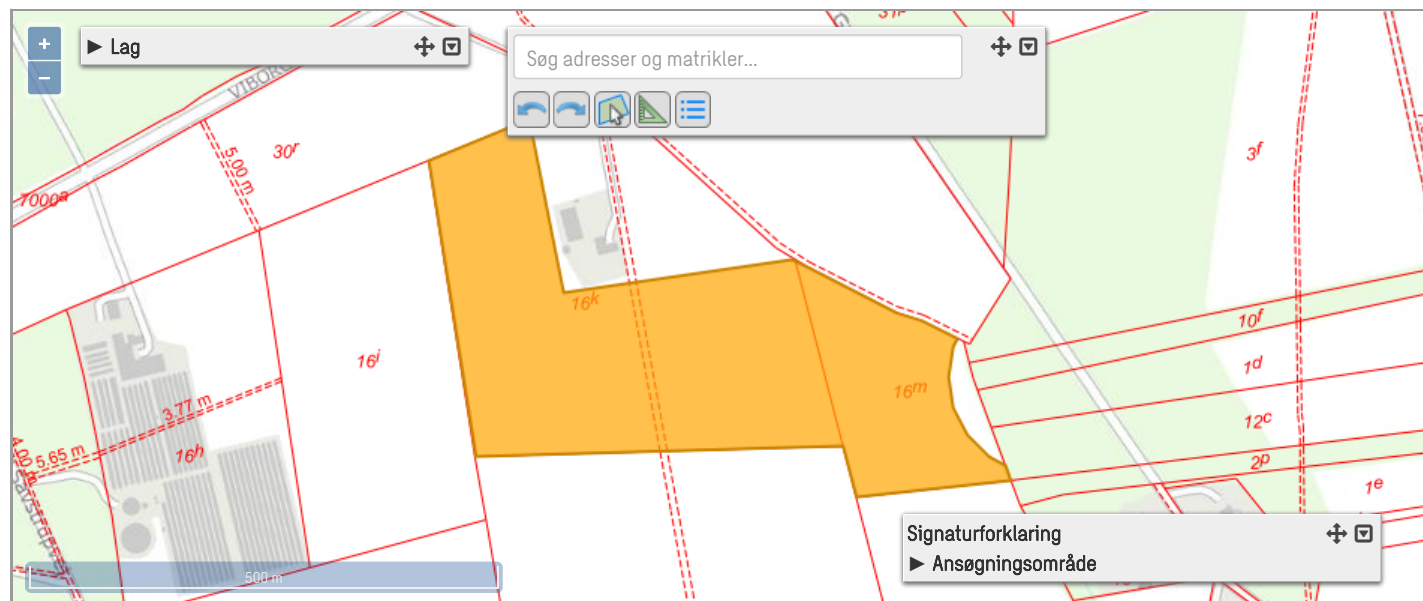 +
−
Lag
Søg adresser og matrikler...
VIBORG
30r
5.00 m
7000a
3f
16k
10f
16i
1d
16m
12c
3.77 m
16h
5.65 m
2p
1e
4.00 m
Signaturforklaring
Ansøgningsområde
500 m